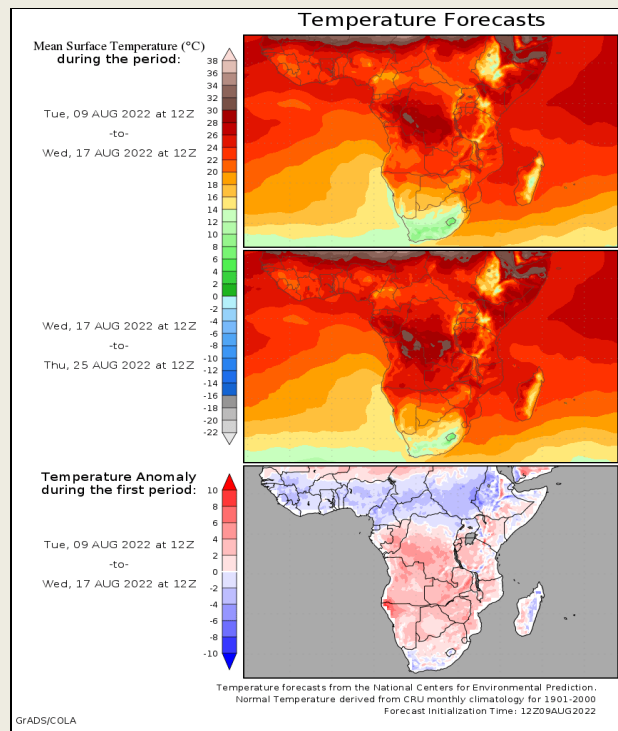 Temperature Forecasts
Mean Surface Temperature (°C)
during the period:
38
36
34
32
30
28
26
24
22
20
18
16
14
12
10
8
6
4
2
0
-2
-4
-6
-8
-10
-12
-14
-16
-18
-20
-22
Tue, 09 AUG 2022 at 12Z
-to-
Wed, 17 AUG 2022 at 12Z
Wed, 17 AUG 2022 at 12Z
-to-
Thu, 25 AUG 2022 at 12Z
Temperature Anomaly
during the first period:
10
8
6
4
2
0
-2
-4
-6
-8
-10
Tue, 09 AUG 2022 at 12Z
-to-
Wed, 17 AUG 2022 at 12Z
Temperature forecasts from the National Centers for Environmental Prediction.
Normal Temperature derived from CRU monthly climatology for 1901-2000
Forecast Initialization Time: 12Z09AUG2022
GrADS/COLA